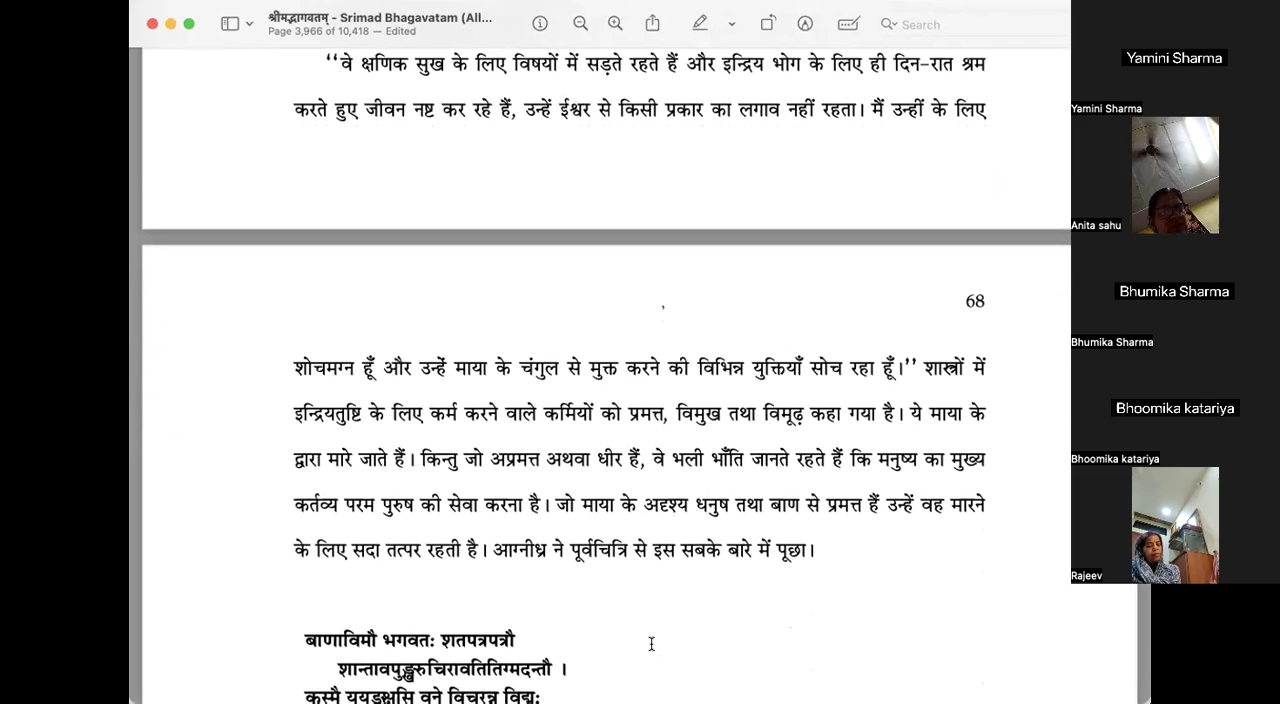 श्रीमद्भागवतम् - Srimad Bhagavatam (All...
Page 3,966 of 10,418 — Edited
Search
‘‘वे क्षणिक सुख के लिए विषयों में सड़ते रहते हैं और इन्द्रिय भोग के लिए ही दिन-रात श्रम
करते हुए जीवन नष्ट कर रहे हैं, उन्हें ईश्वर से किसी प्रकार का लगाव नहीं रहता। मैं उन्हीं के लिए
68
शोचमग्न हूँ और उन्हें माया के चंगुल से मुक्त करने की विभिन्न युक्तियाँ सोच रहा हूँ।’’ शास्त्रों में
इन्द्रियतुष्टि के लिए कर्म करने वाले कर्मियों को प्रमत्त, विमुख तथा विमूढ़ कहा गया है। ये माया के
द्वारा मारे जाते हैं। किन्तु जो अप्रमत्त अथवा धीर हैं, वे भली भाँति जानते रहते हैं कि मनुष्य का मुख्य
कर्तव्य परम पुरुष की सेवा करना है। जो माया के अदृश्य धनुष तथा बाण से प्रमत्त हैं उन्हें वह मारने
के लिए सदा तत्पर रहती है। आग्नीध्र ने पूर्वचित्ति से इस सबके बारे में पूछा।
बाणाविमौ भगवतः शतपत्रपत्रौ
शान्तावपुङ्खरुचिरावतितिग्मदन्तौ ।
कस्मै युयुङ्क्षसि वने विचरन्न विद्मः
Yamini Sharma
Yamini Sharma
Anita sahu
Bhumika Sharma
Bhumika Sharma
Bhoomika katariya
Bhoomika katariya
Rajeev